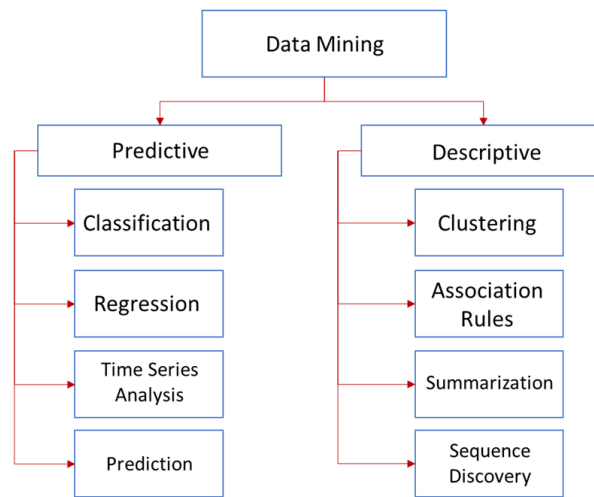 Data Mining
Predictive
Descriptive
Classification
Clustering
Regression
Association
Rules
Time Series
Analysis
Summarization
Prediction
Sequence
Discovery